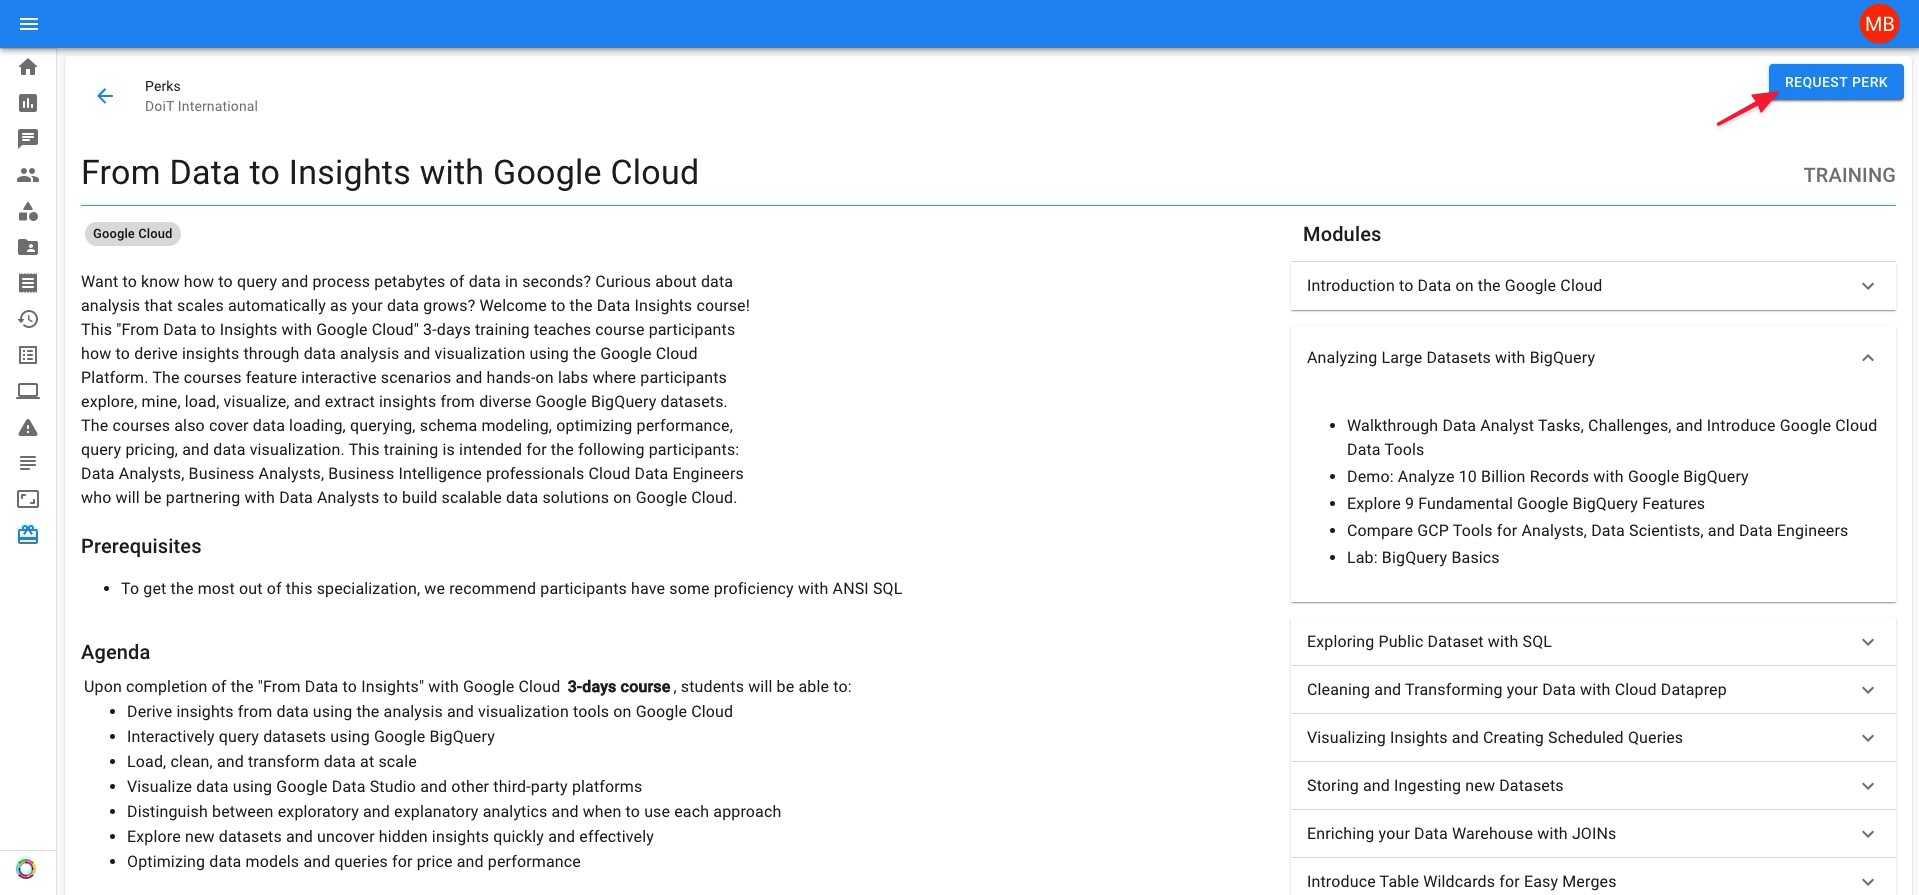 MB
Perks
DoiT International
REQUEST PERK
From Data to Insights with Google Cloud
TRAINING
Google Cloud
Want to know how to query and process petabytes of data in seconds? Curious about data
analysis that scales automatically as your data grows? Welcome to the Data Insights course!
This "From Data to Insights with Google Cloud" 3-days training teaches course participants
how to derive insights through data analysis and visualization using the Google Cloud
Platform. The courses feature interactive scenarios and hands-on labs where participants
explore, mine, load, visualize, and extract insights from diverse Google BigQuery datasets.
The courses also cover data loading, querying, schema modeling, optimizing performance,
query pricing, and data visualization. This training is intended for the following participants:
Data Analysts, Business Analysts, Business Intelligence professionals Cloud Data Engineers
who will be partnering with Data Analysts to build scalable data solutions on Google Cloud.
Prerequisites
• To get the most out of this specialization, we recommend participants have some proficiency with ANSI SQL
Agenda
Upon completion of the "From Data to Insights" with Google Cloud 3-days course, students will be able to:
• Derive insights from data using the analysis and visualization tools on Google Cloud
• Interactively query datasets using Google BigQuery
• Load, clean, and transform data at scale
• Visualize data using Google Data Studio and other third-party platforms
• Distinguish between exploratory and explanatory analytics and when to use each approach
• Explore new datasets and uncover hidden insights quickly and effectively
• Optimizing data models and queries for price and performance
Modules
Introduction to Data on the Google Cloud
Analyzing Large Datasets with BigQuery
• Walkthrough Data Analyst Tasks, Challenges, and Introduce Google Cloud
Data Tools
• Demo: Analyze 10 Billion Records with Google BigQuery
• Explore 9 Fundamental Google BigQuery Features
• Compare GCP Tools for Analysts, Data Scientists, and Data Engineers
• Lab: BigQuery Basics
Exploring Public Dataset with SQL
Cleaning and Transforming your Data with Cloud Dataprep
Visualizing Insights and Creating Scheduled Queries
Storing and Ingesting new Datasets
Enriching your Data Warehouse with JOINs
Introduce Table Wildcards for Easy Merges